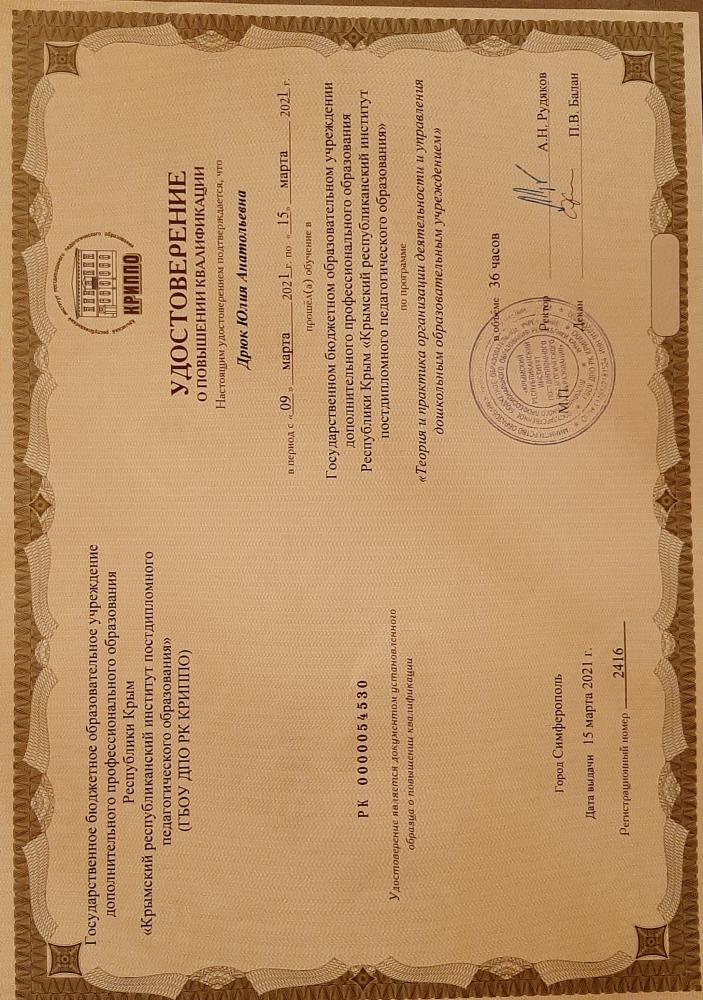 Государственное бюджетное образовательное учреждение
дополнительного профессионального образования
Республики Крым
«Крымский республиканский институт постдипломного
педагогического образования»
(ГБОУ ДПО РК КРИППО)
РК 0000054530
Удостоверение является документом установленного
образца о повышении квалификации
Город Симферополь
Дата выдачи 15 марта 2021 г.
Регистрационный номер 2416
КРИППО
УДОСТОВЕРЕНИЕ
О ПОВЫШЕНИИ КВАЛИФИКАЦИИ
Настоящим удостоверением подтверждается, что
Дрюк Юлия Анатольевна
в период с «09» марта 2021 г. по «15» марта 2021 г.
прошёл(а) обучение в
Государственном бюджетном образовательном учреждении
дополнительного профессионального образования
Республики Крым «Крымский республиканский институт
постдипломного педагогического образования»
по программе
«Теория и практика организации деятельности и управления
дошкольным образовательным учреждением»
в объёме 36 часов
М.П. Ректор А.Н. Рудяков
Декан П.В. Балан